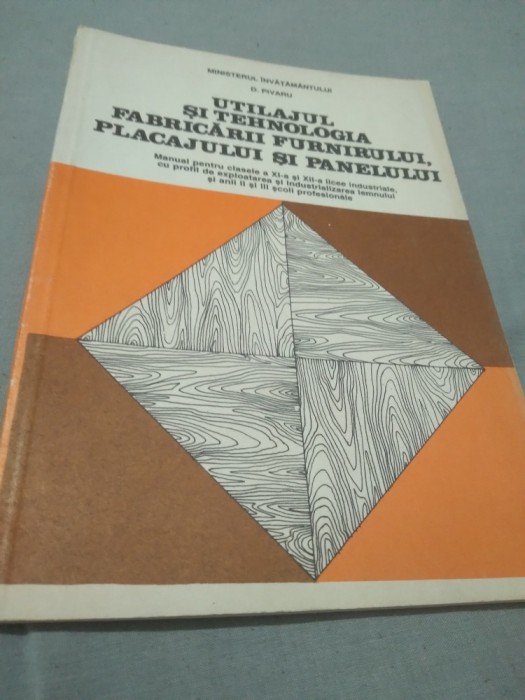 MINISTERUL ÎNVĂȚĂMÂNTULUI
D. PIVARU
UTILAJUL
ȘI TEHNOLOGIA
FABRICĂRII FURNIRULUI,
PLACAJULUI ȘI PANELULUI
Manual pentru clasele a XI-a și XII-a licee industriale,
cu profil de exploatarea și industrializarea lemnului
și anii II și III școli profesionale